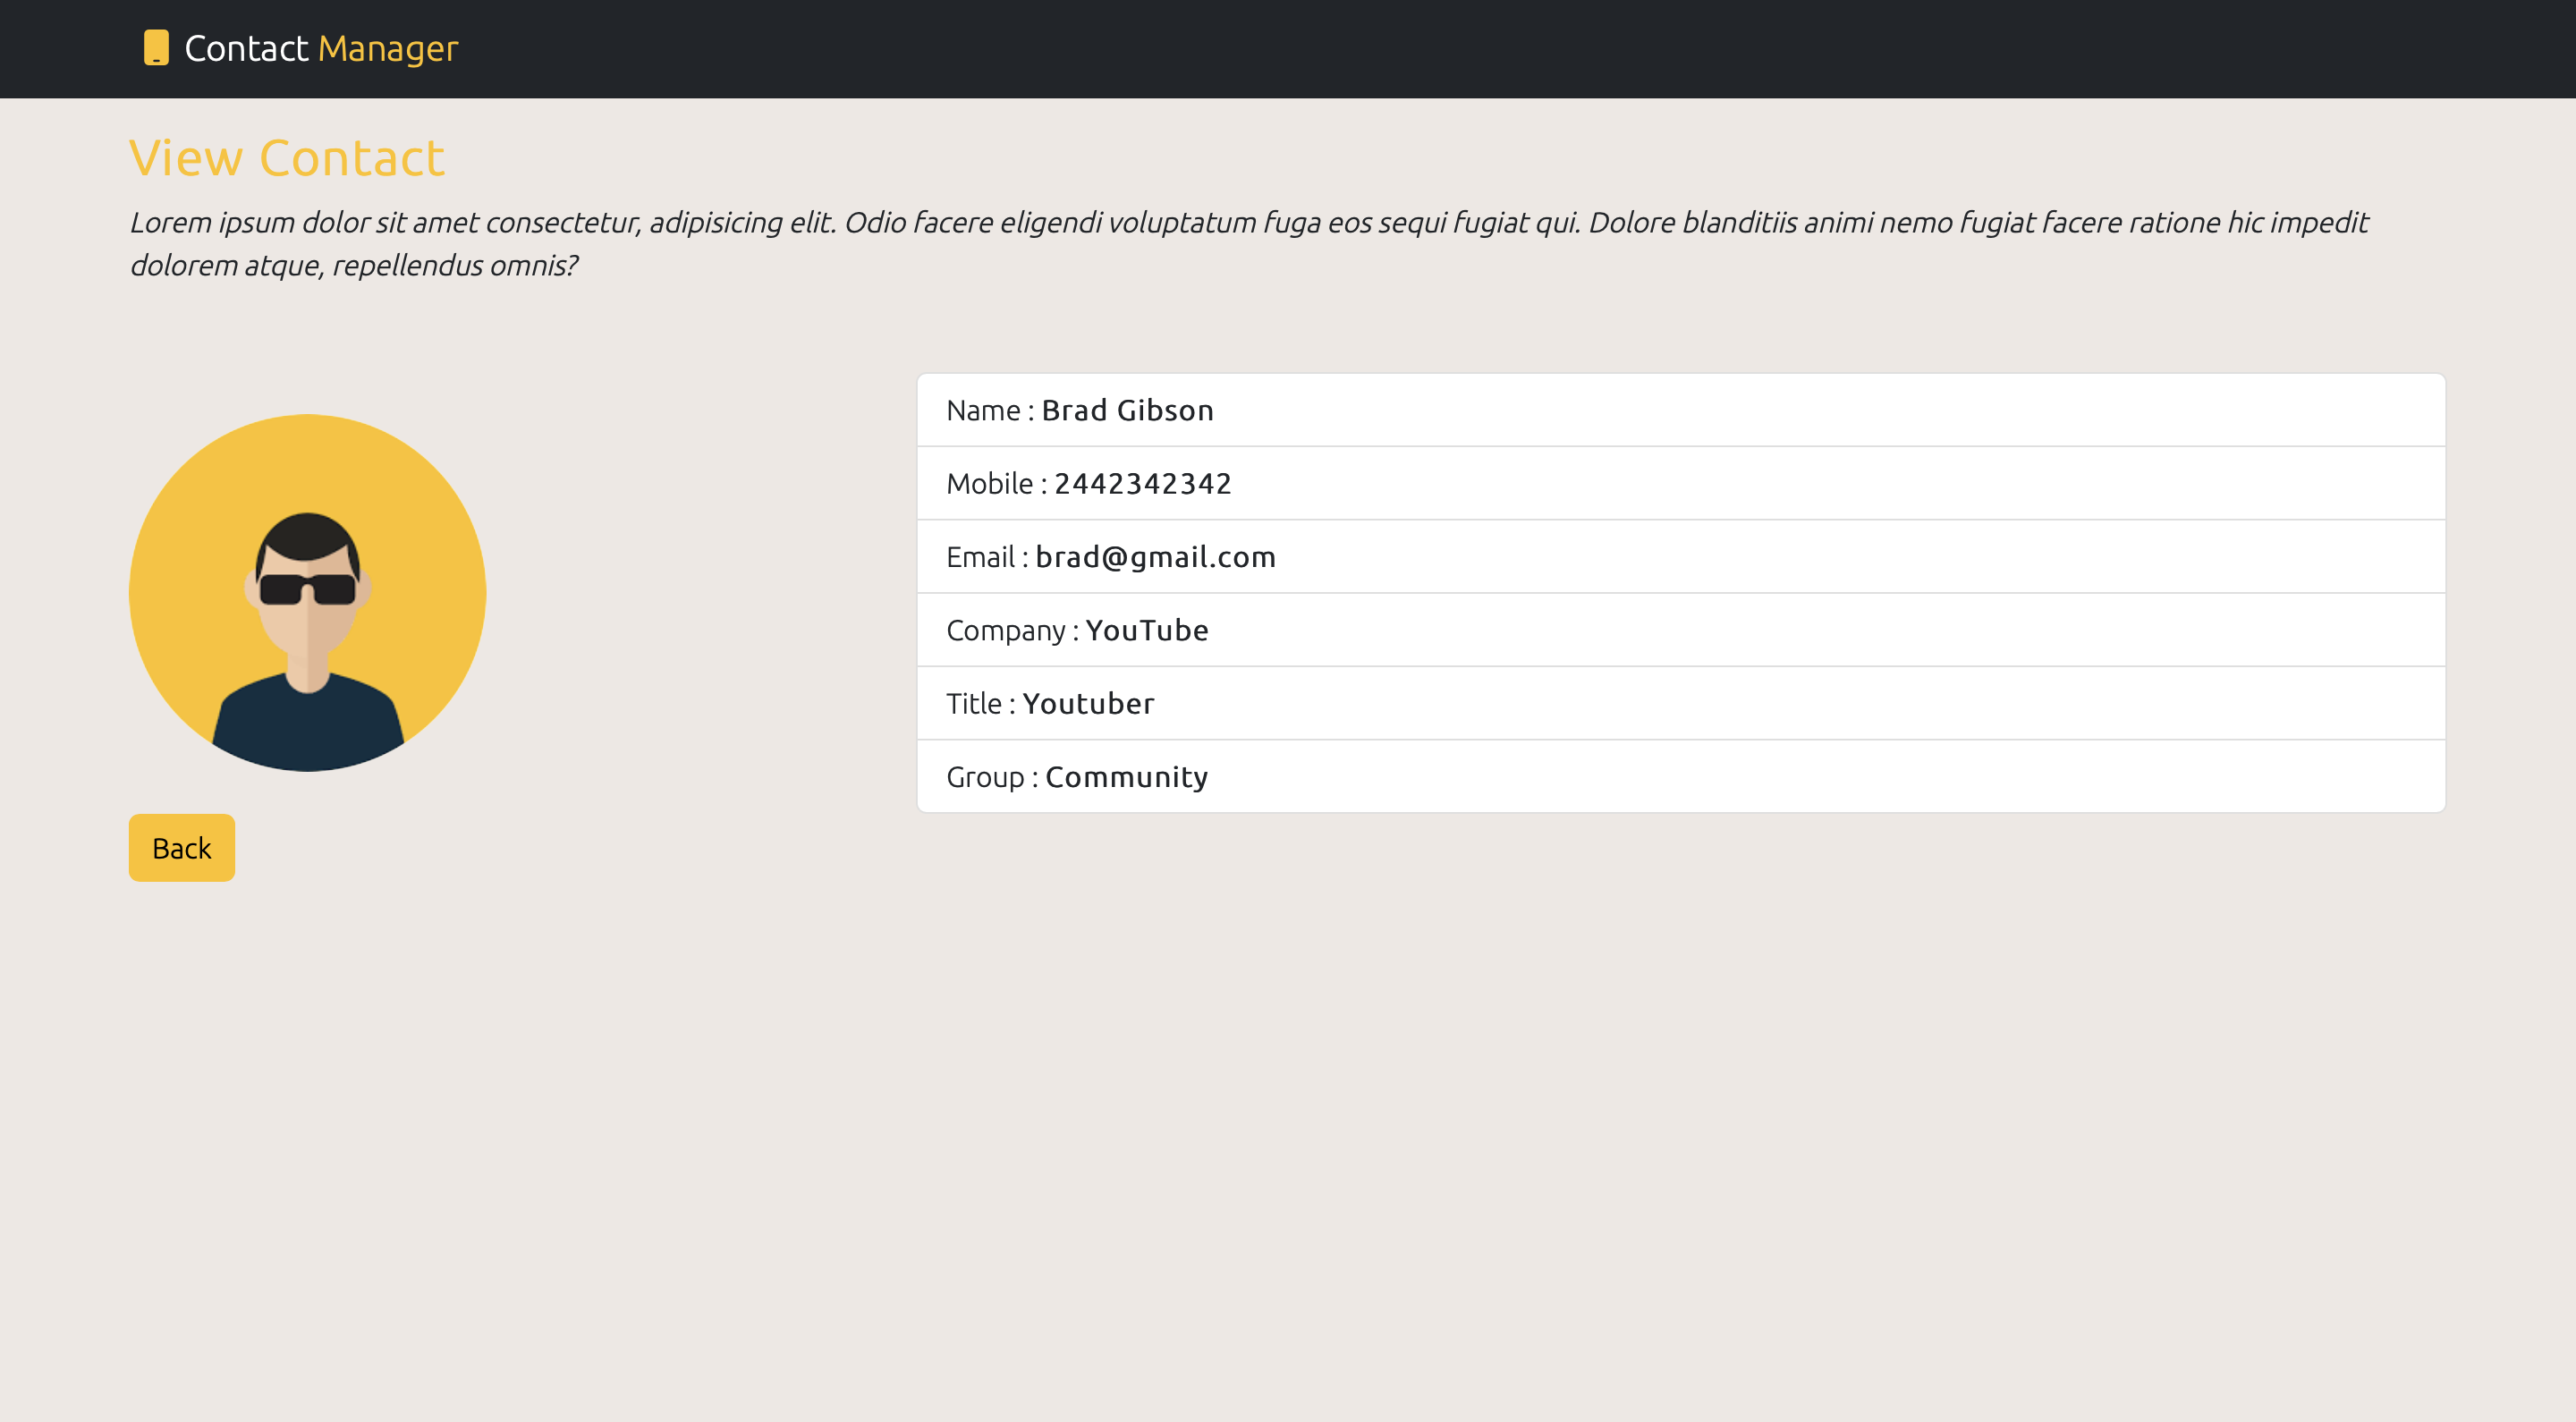 Contact Manager
View Contact
Lorem ipsum dolor sit amet consectetur, adipisicing elit. Odio facere eligendi voluptatum fuga eos sequi fugiat qui. Dolore blanditiis animi nemo fugiat facere ratione hic impedit
dolorem atque, repellendus omnis?
Name : Brad Gibson
Mobile : 2442342342
Email : brad@gmail.com
Company : YouTube
Title : Youtuber
Group : Community
Back